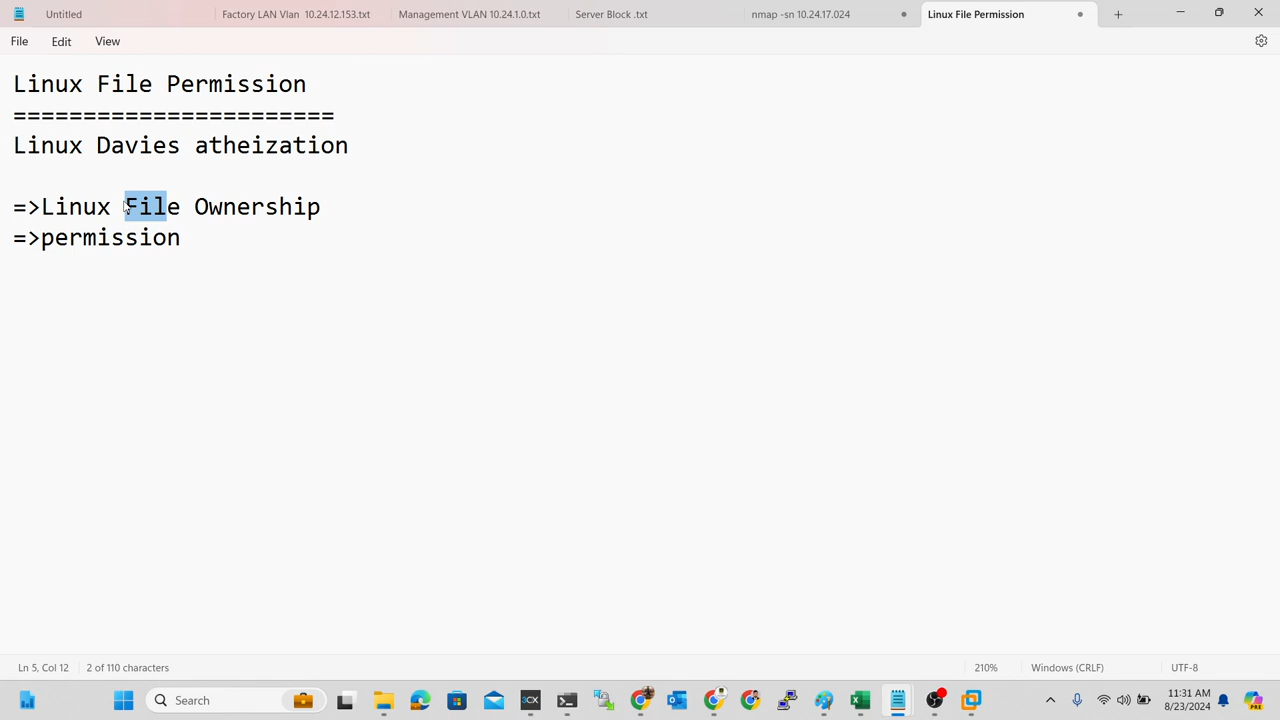 Untitled
Factory LAN Vlan 10.24.12.153.txt
Management VLAN 10.24.1.0.txt
Server Block .txt
nmap -sn 10.24.17.024
Linux File Permission
File
Edit
View
Linux File Permission
=======================
Linux Davies atheization
=>Linux File Ownership
=>permission
Ln 5, Col 12
2 of 110 characters
210%
Windows (CRLF)
UTF-8
Search
11:31 AM
8/23/2024